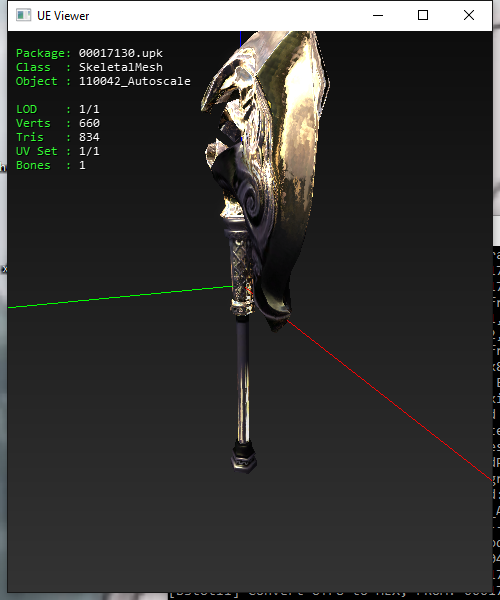 UE Viewer
Package: 00017130.upk
Class : SkeletalMesh
Object : 110042_Autoscale
LOD : 1/1
Verts : 660
Tris : 834
UV Set : 1/1
Bones : 1